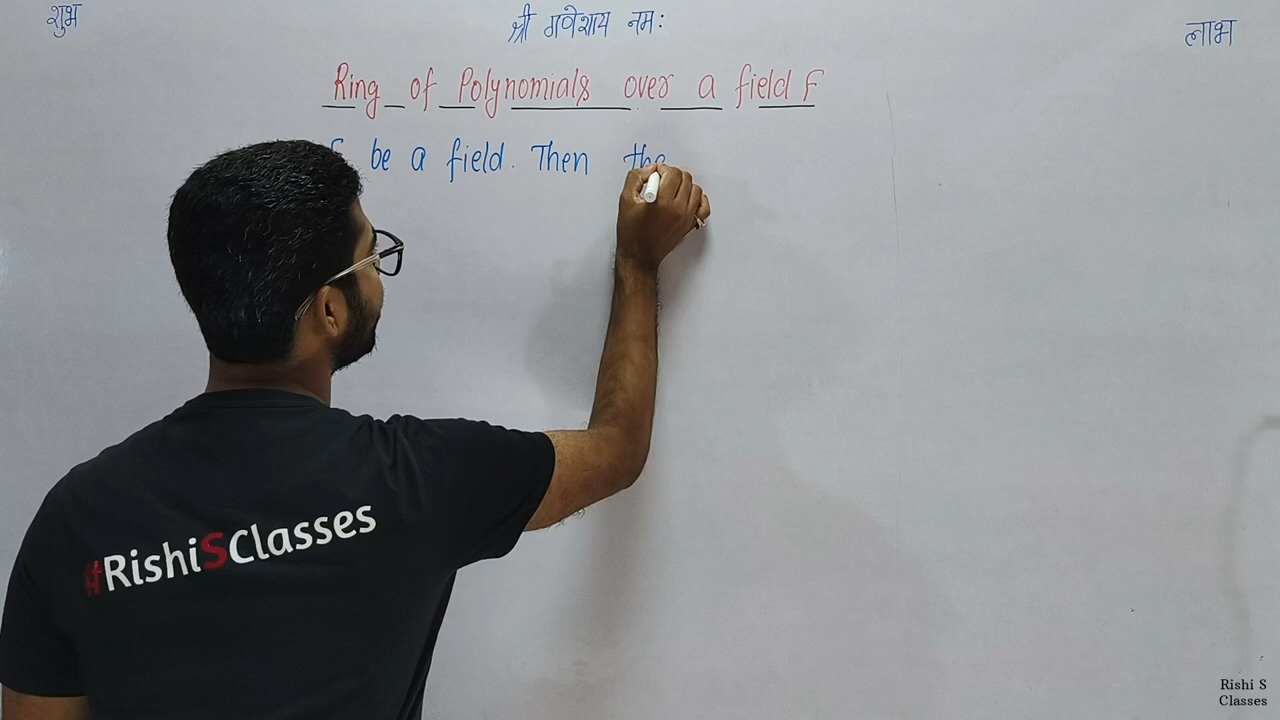 शुभ
श्री गणेशाय नम:
लाभ
Ring of Polynomials over a field F
F be a field. Then the
#RishiSClasses
Rishi S
Classes